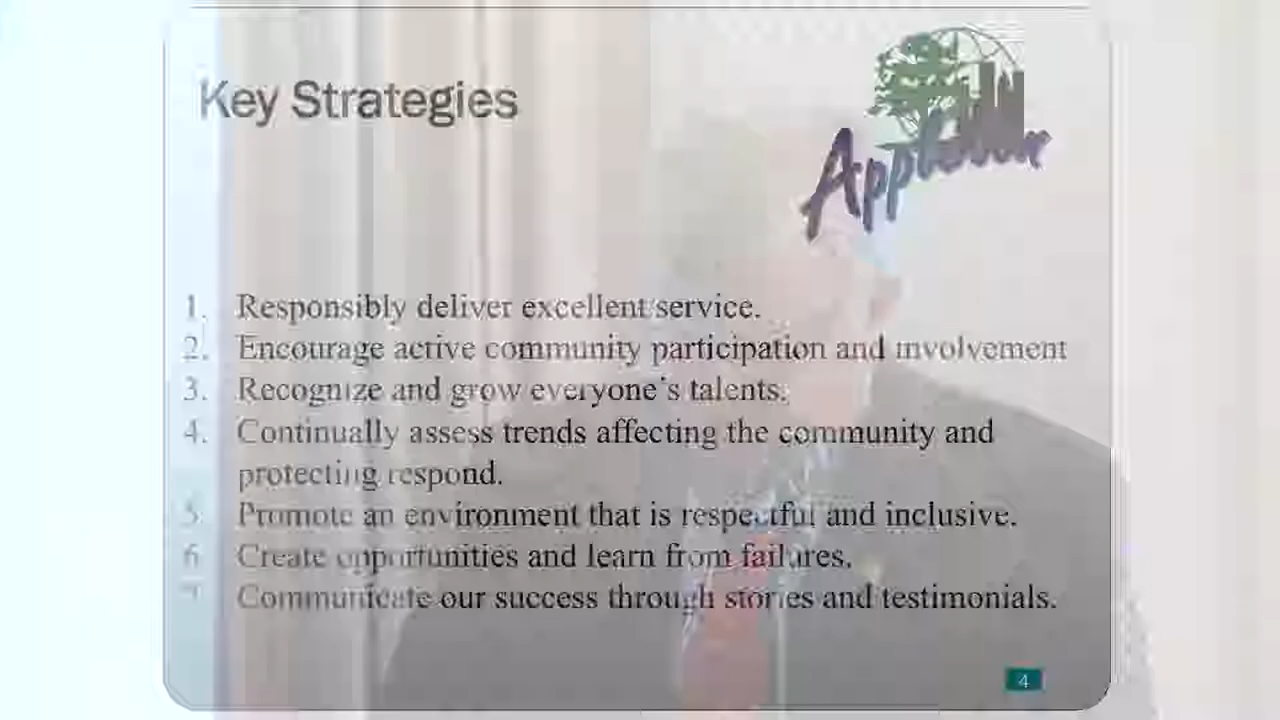 Key Strategies
Appleton
1. Responsibly deliver excellent service.
2. Encourage active community participation and involvement
3. Recognize and grow everyone's talents.
4. Continually assess trends affecting the community and
protecting respond.
5. Promote an environment that is respectful and inclusive.
6. Create opportunities and learn from failures.
7. Communicate our success through stories and testimonials.
4